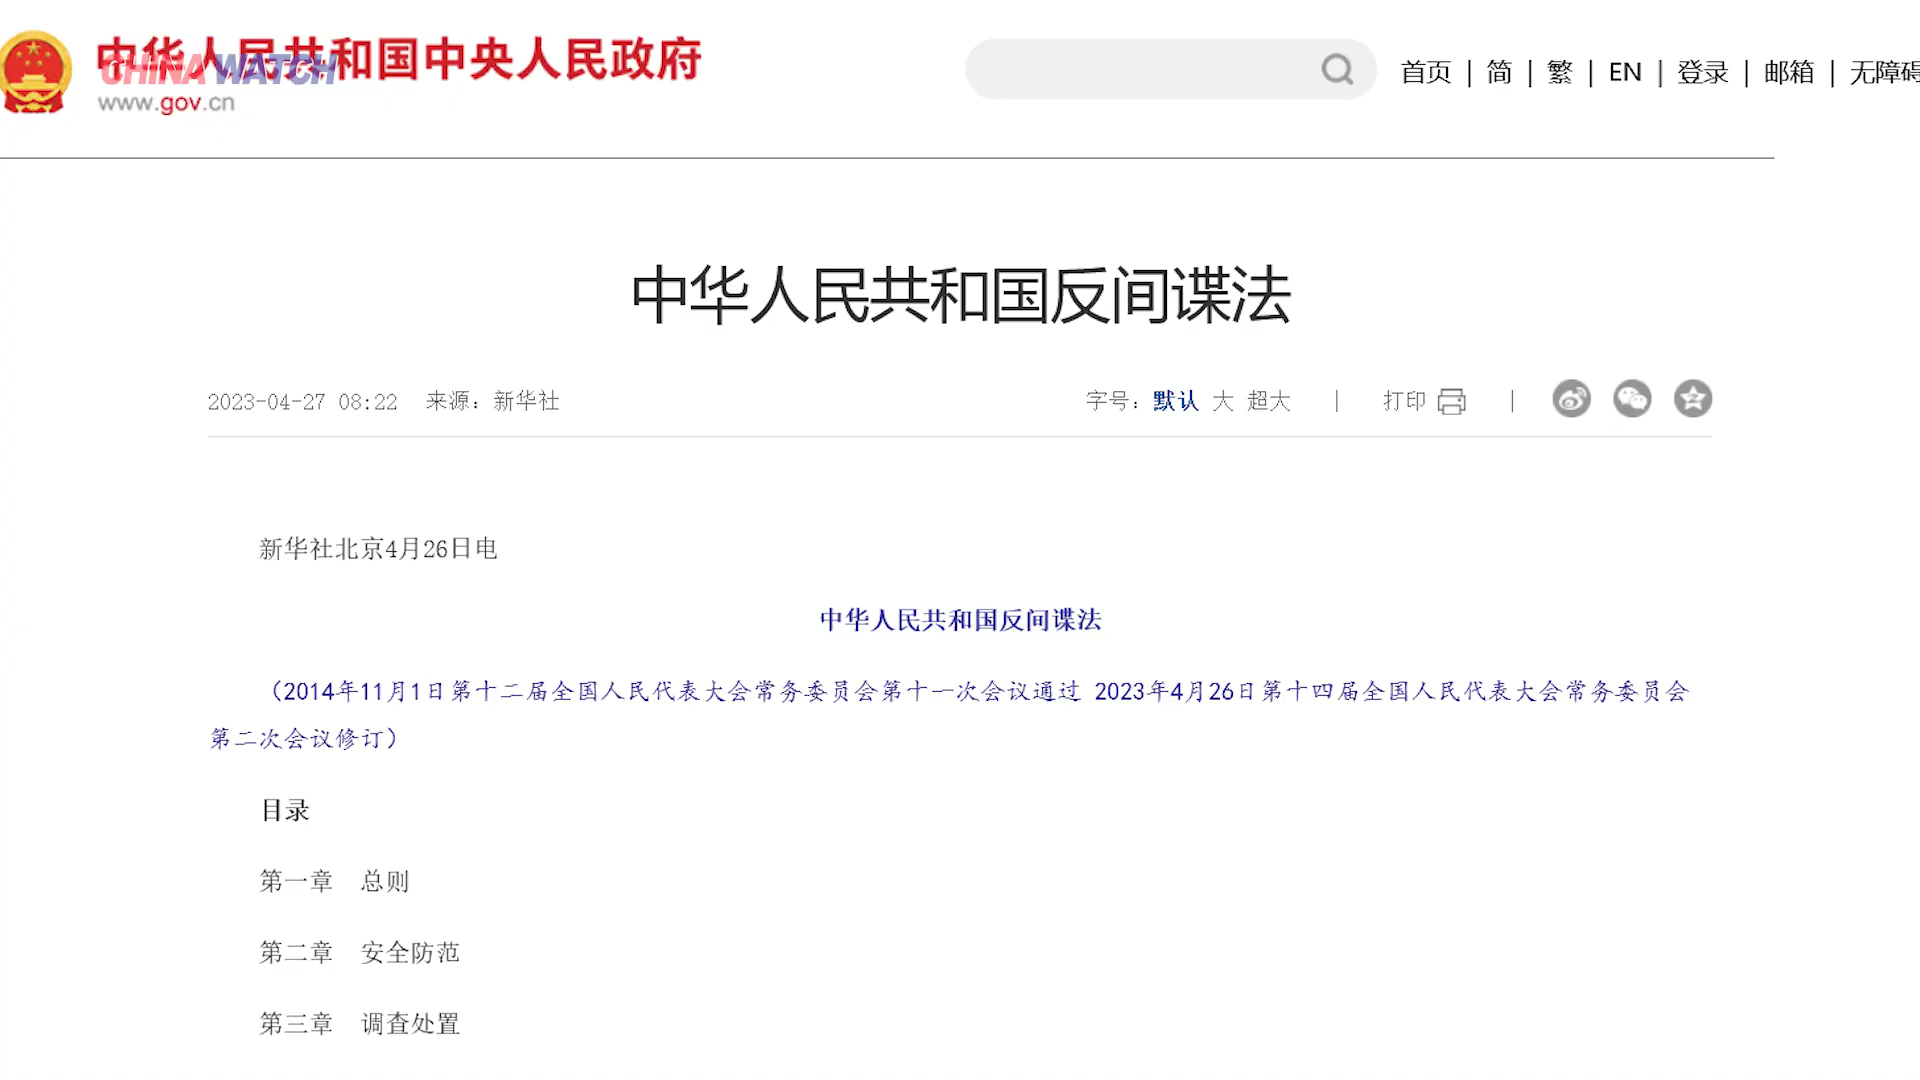 中华人民共和国中央人民政府
CHINA WATCH
www.gov.cn
首页 | 简 | 繁 | EN | 登录 | 邮箱 | 无障碍
中华人民共和国反间谍法
2023-04-27 08:22 来源：新华社
字号：默认 大 超大 | 打印 |
新华社北京4月26日电
中华人民共和国反间谍法
（2014年11月1日第十二届全国人民代表大会常务委员会第十一次会议通过 2023年4月26日第十四届全国人民代表大会常务委员会
第二次会议修订）
目录
第一章 总则
第二章 安全防范
第三章 调查处置